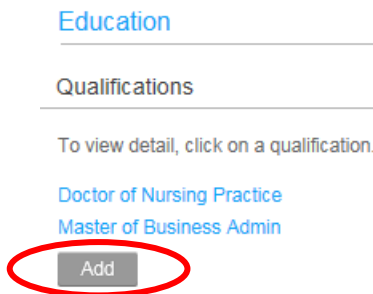 Education
Qualifications
To view detail, click on a qualification.
Doctor of Nursing Practice
Master of Business Admin
Add